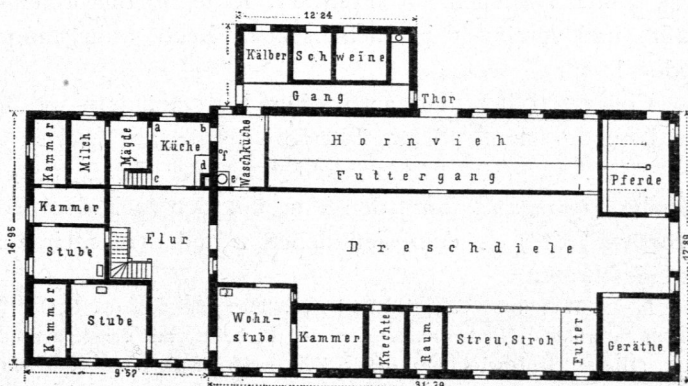 12'24
Kälber
Schweine
Gang
Thor
Kammer
Milch
Mägde
a
b
Küche
c
d
f
e
Waschküche
Hornvieh
Futtergang
Pferde
Kammer
16'95
Stube
Flur
Dreschdiele
Kammer
Stube
Wohn-
stube
Kammer
Knechte
Raum
Streu, Stroh
Futter
Geräthe
9'52